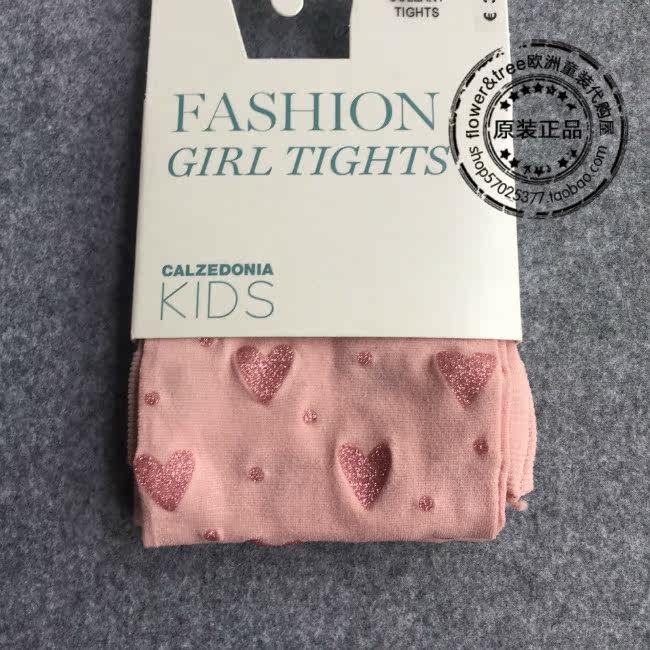 TIGHTS
€
FASHION
GIRL TIGHTS
CALZEDONIA
KIDS
flower&tree欧洲童装代购屋
原装正品
shop57025377.taobao.com